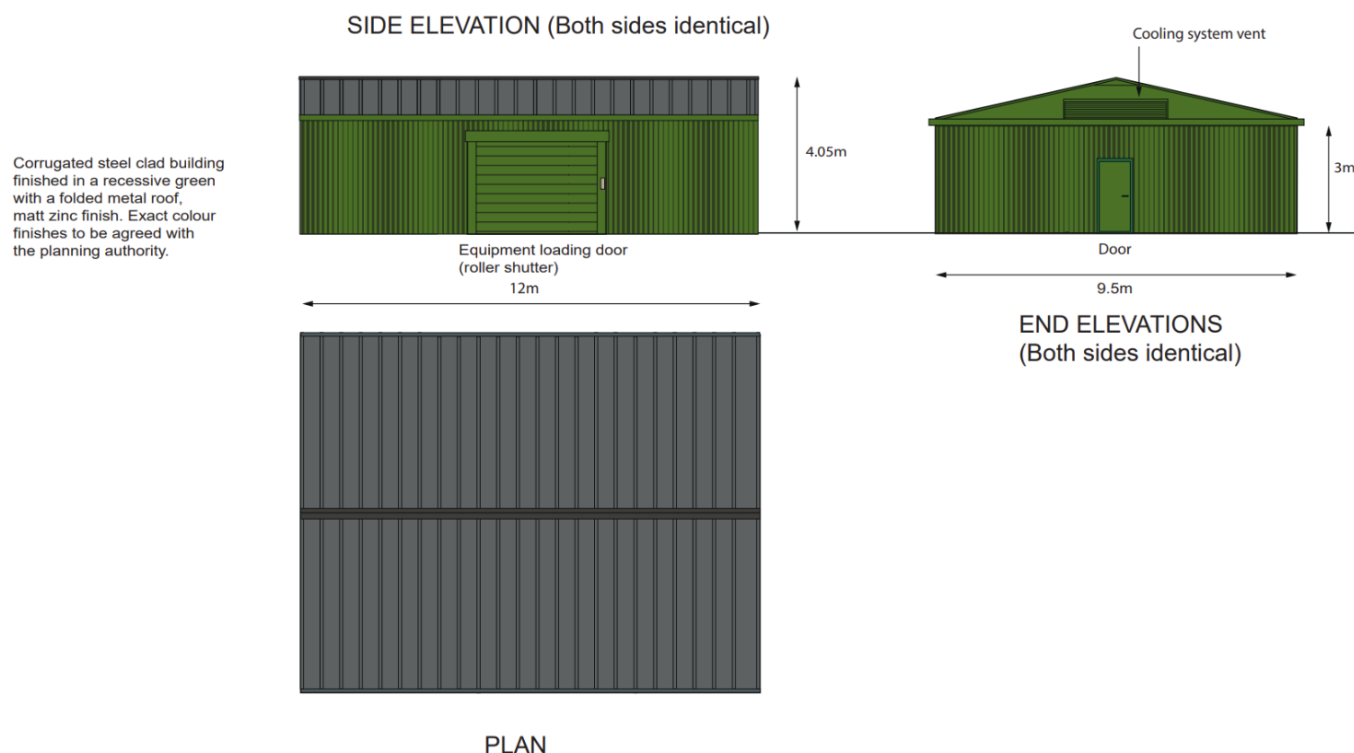 SIDE ELEVATION (Both sides identical)
Cooling system vent
4.05m
3m
Corrugated steel clad building
finished in a recessive green
with a folded metal roof,
matt zinc finish. Exact colour
finishes to be agreed with
the planning authority.
Equipment loading door
(roller shutter)
12m
Door
9.5m
END ELEVATIONS
(Both sides identical)
PLAN